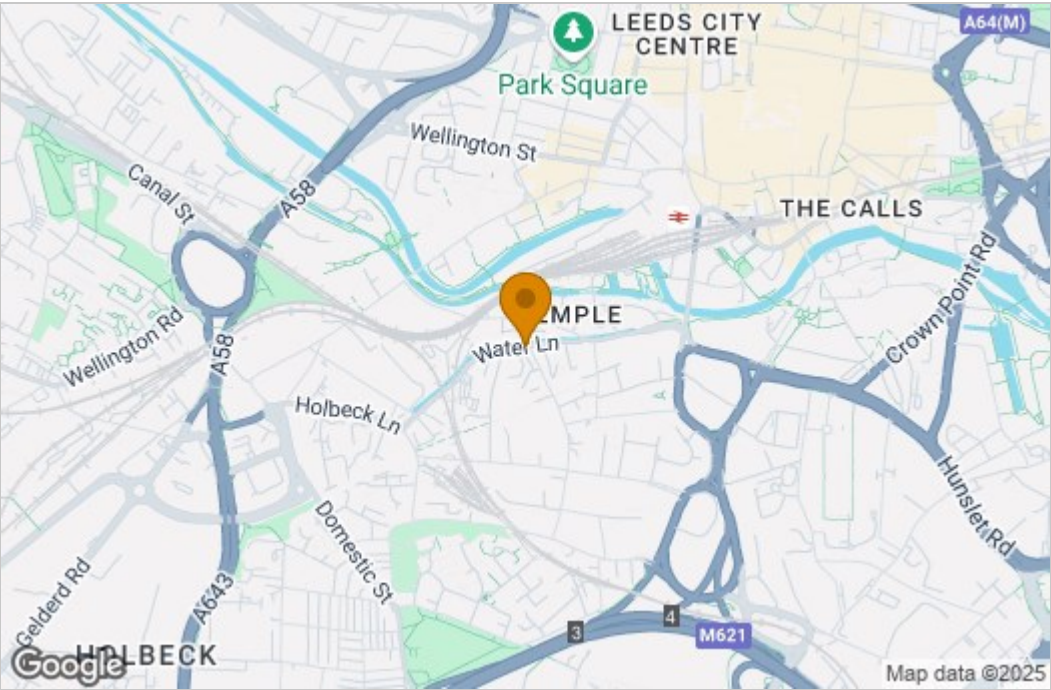 LEEDS CITY
CENTRE
A64(M)
Park Square
Wellington St
Canal St
A58
THE CALLS
Crown Point Rd
EMPLE
Water Ln
Wellington Rd
A58
Holbeck Ln
Hunslet Rd
Domestic St
Gelderd Rd
A643
3
4
M621
HOLBECK
Google
Map data ©2025